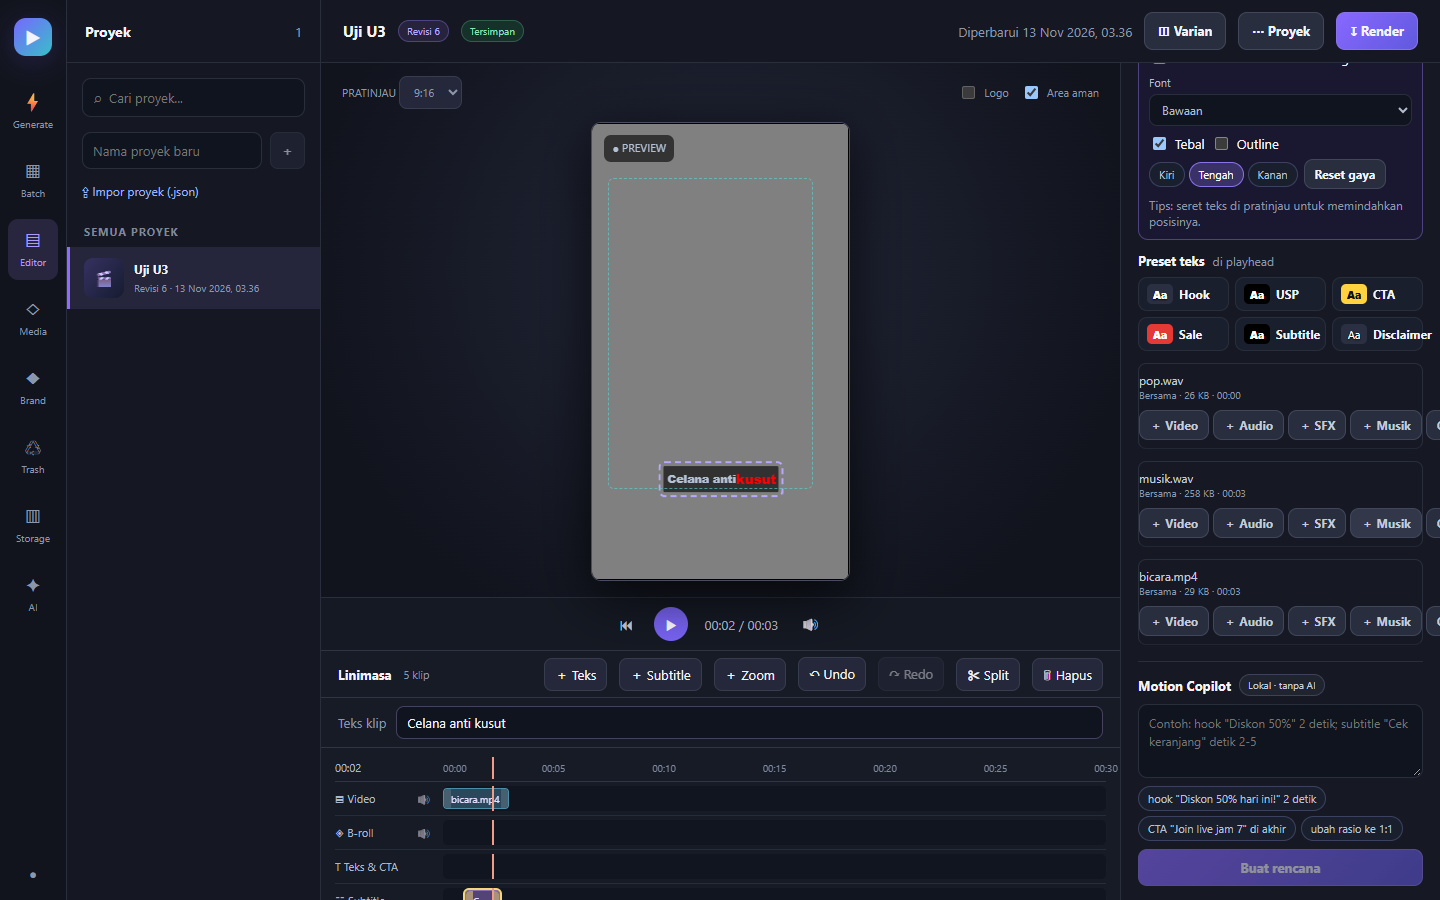 Generate
Batch
Editor
Media
Brand
Trash
Storage
AI
Proyek
1
Cari proyek...
Nama proyek baru
+
Impor proyek (.json)
SEMUA PROYEK
Uji U3
Revisi 6 · 13 Nov 2026, 03.36
Uji U3
Revisi 6
Tersimpan
Diperbarui 13 Nov 2026, 03.36
Varian
Proyek
Render
PRATINJAU
9:16
Logo
Area aman
PREVIEW
Celana anti kusut
00:02 / 00:03
Linimasa
5 klip
+ Teks
+ Subtitle
+ Zoom
Undo
Redo
Split
Hapus
Teks klip
Celana anti kusut
00:02
00:00
00:05
00:10
00:15
00:20
00:25
00:30
Video
bicara.mp4
B-roll
T Teks & CTA
Subtitle
Font
Bawaan
Tebal
Outline
Kiri
Tengah
Kanan
Reset gaya
Tips: seret teks di pratinjau untuk memindahkan
posisinya.
Preset teks di playhead
Aa Hook
Aa USP
Aa CTA
Aa Sale
Aa Subtitle
Aa Disclaimer
pop.wav
Bersama · 26 KB · 00:00
+ Video
+ Audio
+ SFX
+ Musik
musik.wav
Bersama · 258 KB · 00:03
+ Video
+ Audio
+ SFX
+ Musik
bicara.mp4
Bersama · 29 KB · 00:03
+ Video
+ Audio
+ SFX
+ Musik
Motion Copilot
Lokal · tanpa AI
Contoh: hook "Diskon 50%" 2 detik; subtitle "Cek
keranjang" detik 2-5
hook "Diskon 50% hari ini!" 2 detik
CTA "Join live jam 7" di akhir
ubah rasio ke 1:1
Buat rencana